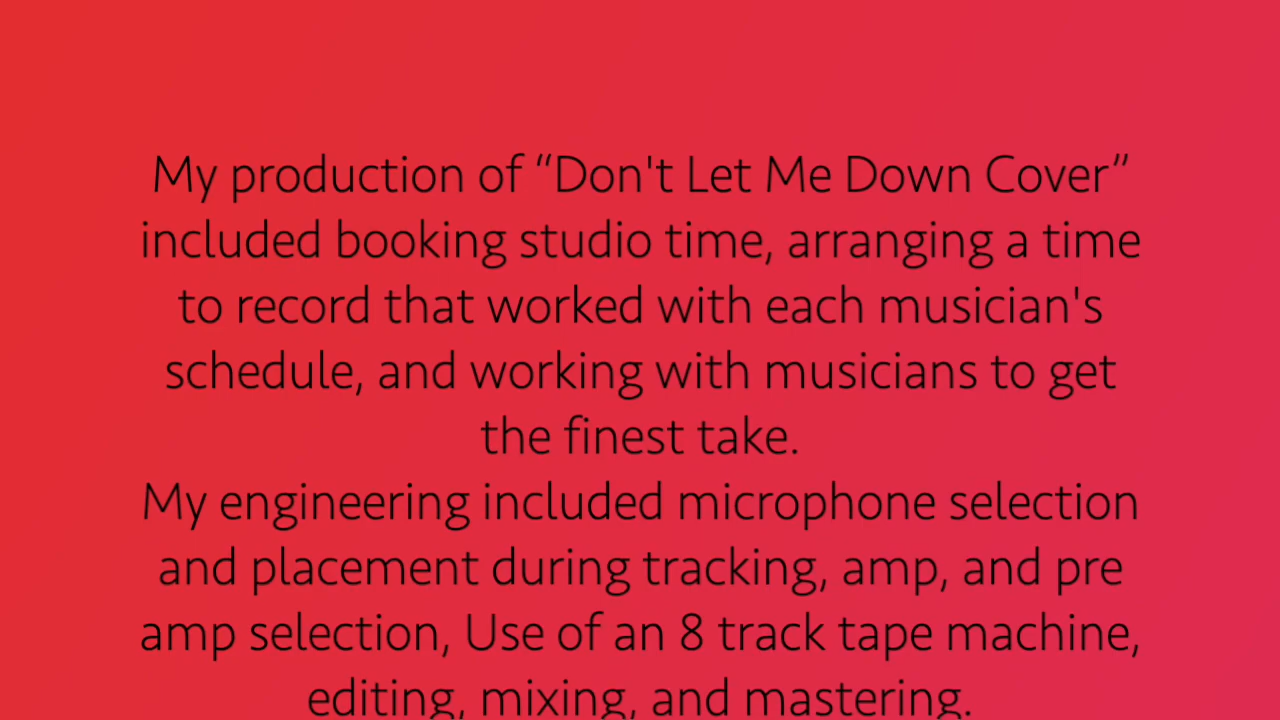 My production of “Don't Let Me Down Cover”
included booking studio time, arranging a time
to record that worked with each musician's
schedule, and working with musicians to get
the finest take.
My engineering included microphone selection
and placement during tracking, amp, and pre
amp selection, Use of an 8 track tape machine,
editing, mixing, and mastering.